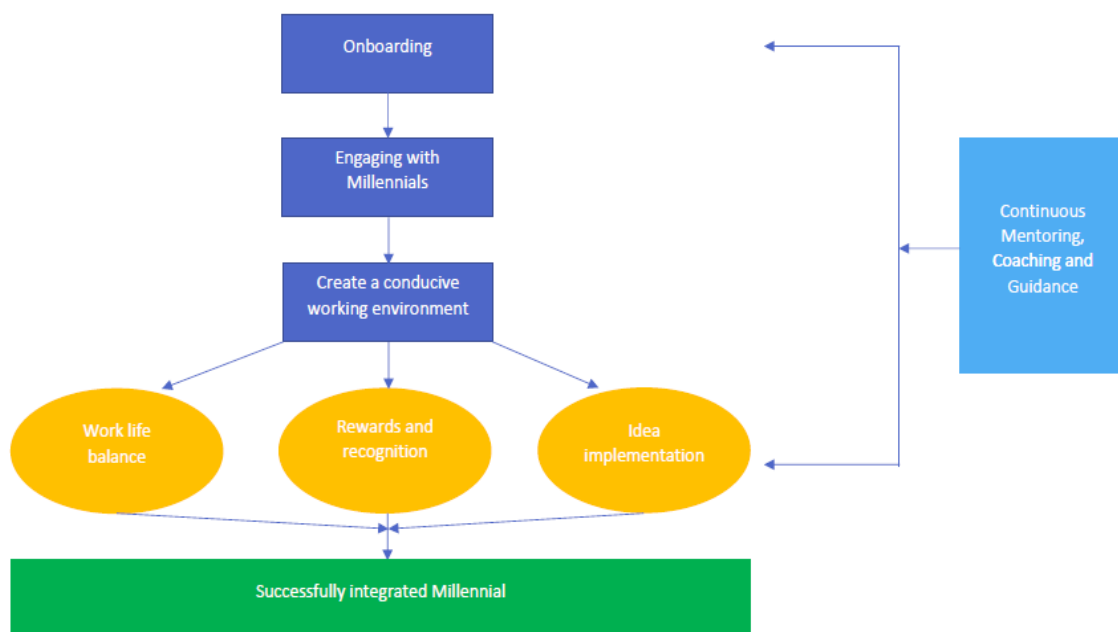 Onboarding
Engaging with
Millennials
Create a conducive
working environment
Continuous
Mentoring,
Coaching and
Guidance
Work life
balance
Rewards and
recognition
Idea
implementation
Successfully integrated Millennial